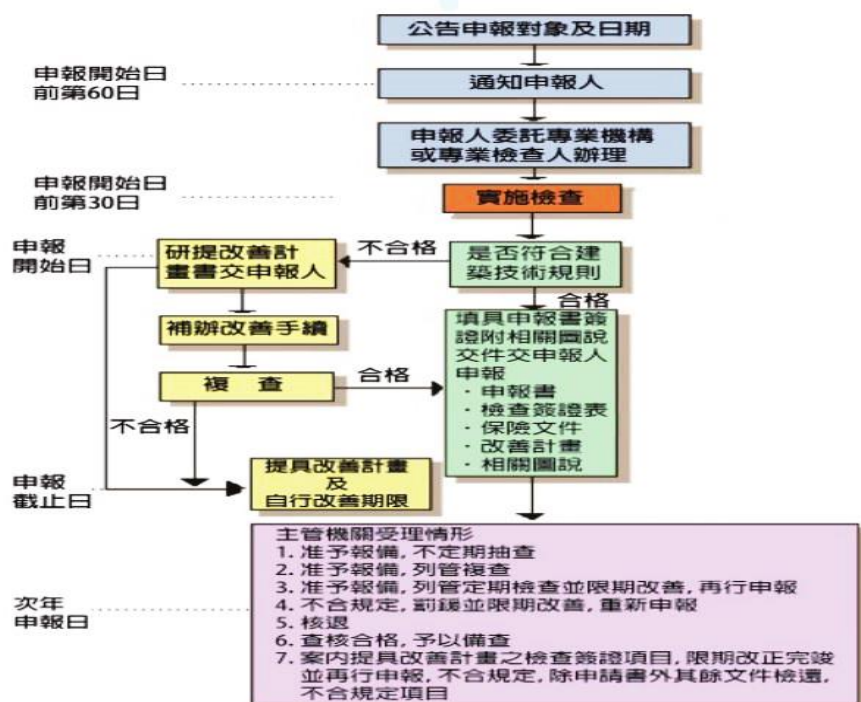 公告申報對象及日期
申報開始日
前第60日
通知申報人
申報人委託專業機構
或專業檢查人辦理
申報開始日
前第30日
實施檢查
申報
開始日
研提改善計
畫書交申報人
不合格
是否符合建
築技術規則
合格
補辦改善手續
填具申報書簽
證附相關圖說
交件交申報人
申報
·申報書
·檢查簽證表
·保險文件
·改善計畫
·相關圖說
複 查
合格
不合格
申報
截止日
提具改善計畫
及
自行改善期限
次年
申報日
主管機關受理情形
1. 准予報備, 不定期抽查
2. 准予報備, 列管複查
3. 准予報備, 列管定期檢查並限期改善, 再行申報
4. 不合規定, 罰鍰並限期改善, 重新申報
5. 核退
6. 查核合格, 予以備查
7. 案內提具改善計畫之檢查簽證項目, 限期改正完竣
並再行申報, 不合規定, 除申請書外其餘文件檢還,
不合規定項目